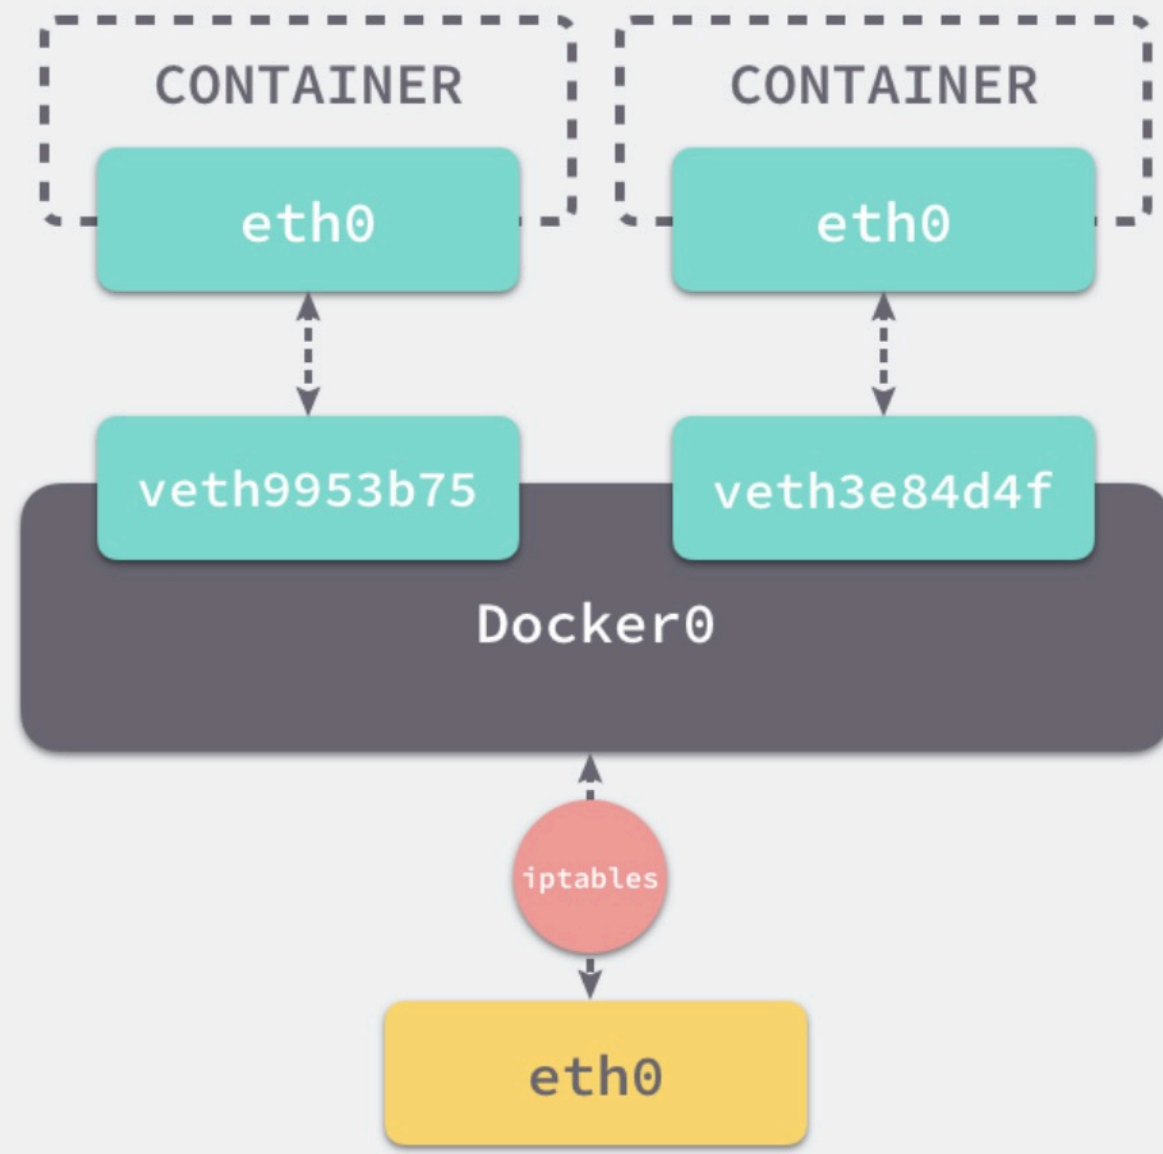 CONTAINER
CONTAINER
eth0
eth0
veth9953b75
veth3e84d4f
Docker0
iptables
eth0